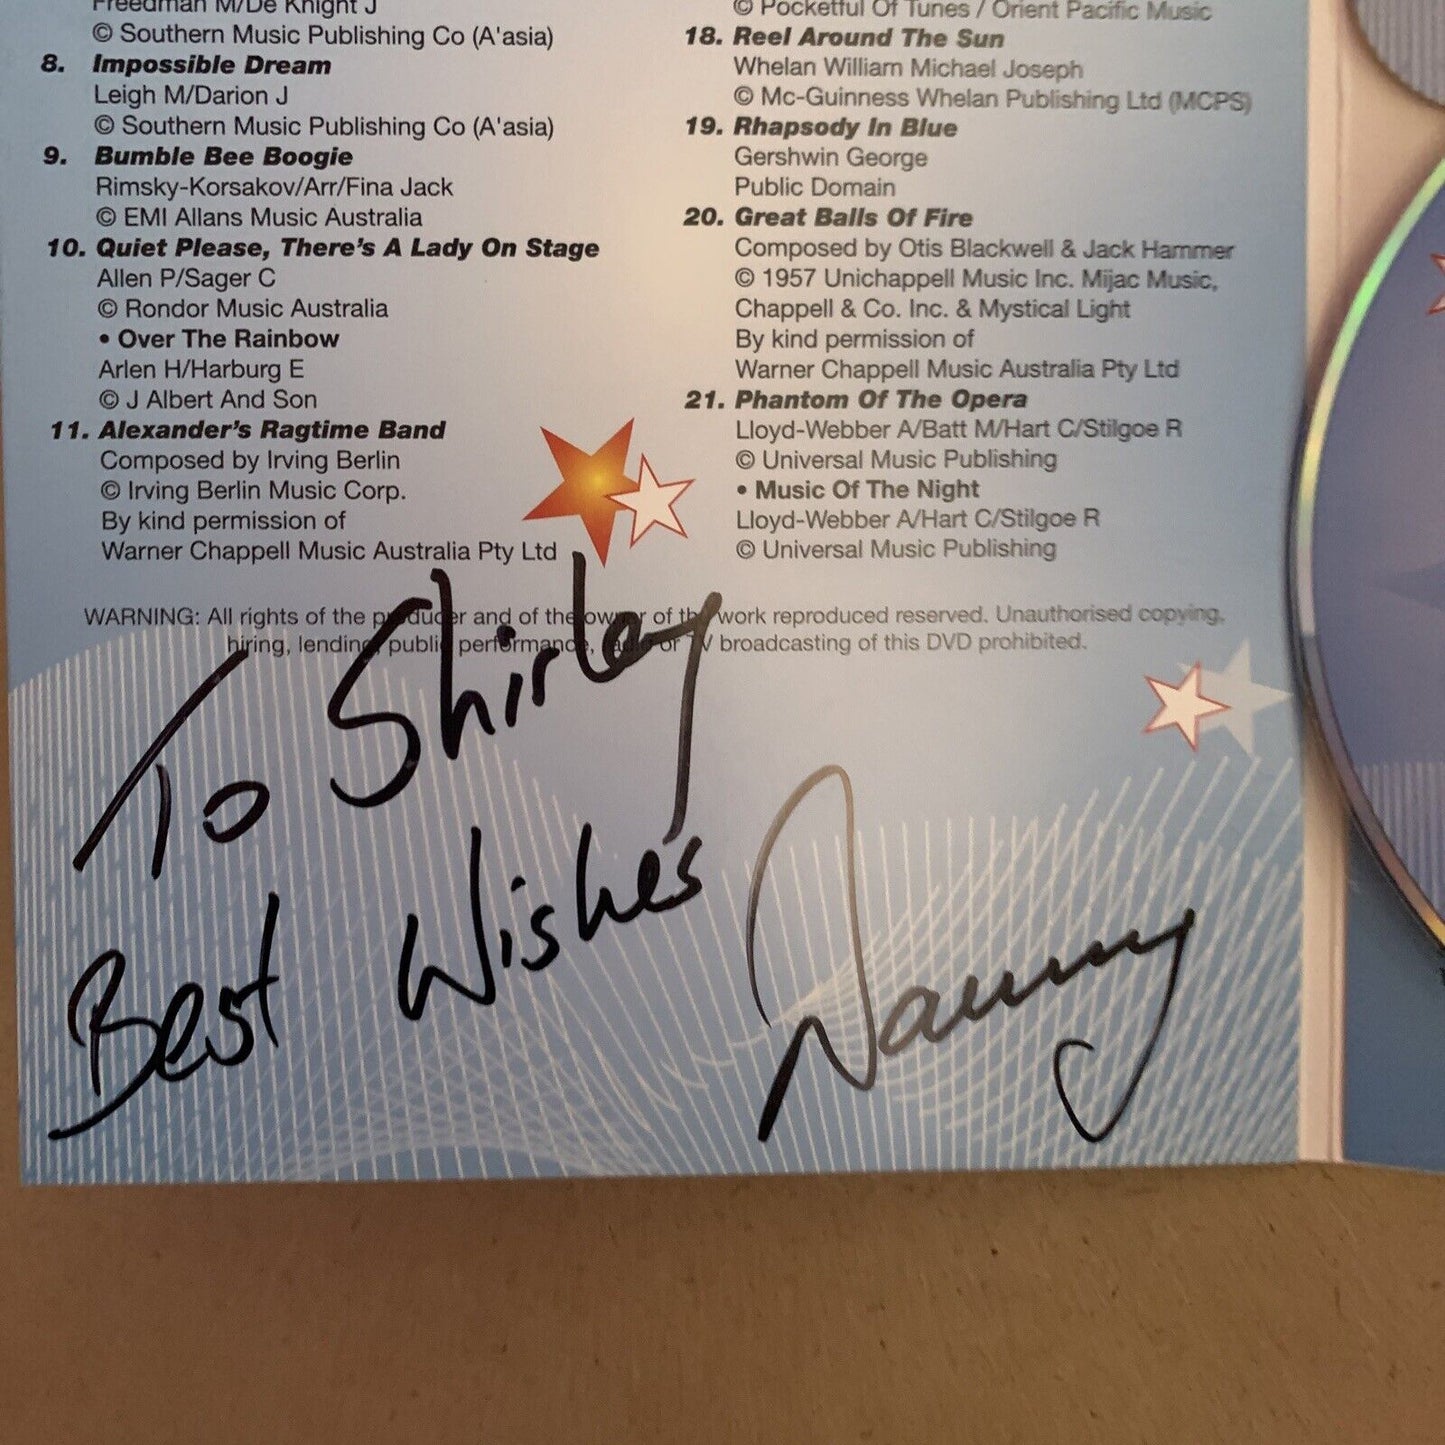 Freedman M/De Knight J
© Southern Music Publishing Co (A'asia)
8. Impossible Dream
Leigh M/Darion J
© Southern Music Publishing Co (A'asia)
9. Bumble Bee Boogie
Rimsky-Korsakov/Arr/Fina Jack
© EMI Allans Music Australia
10. Quiet Please, There's A Lady On Stage
Allen P/Sager C
© Rondor Music Australia
• Over The Rainbow
Arlen H/Harburg E
© J Albert And Son
11. Alexander's Ragtime Band
Composed by Irving Berlin
© Irving Berlin Music Corp.
By kind permission of
Warner Chappell Music Australia Pty Ltd
© Pocketful Of Tunes / Orient Pacific Music
18. Reel Around The Sun
Whelan William Michael Joseph
© Mc-Guinness Whelan Publishing Ltd (MCPS)
19. Rhapsody In Blue
Gershwin George
Public Domain
20. Great Balls Of Fire
Composed by Otis Blackwell & Jack Hammer
© 1957 Unichappell Music Inc. Mijac Music,
Chappell & Co. Inc. & Mystical Light
By kind permission of
Warner Chappell Music Australia Pty Ltd
21. Phantom Of The Opera
Lloyd-Webber A/Batt M/Hart C/Stilgoe R
© Universal Music Publishing
• Music Of The Night
Lloyd-Webber A/Hart C/Stilgoe R
© Universal Music Publishing
WARNING: All rights of the producer and of the owner of the work reproduced reserved. Unauthorised copying,
hiring, lending, public performance, radio or TV broadcasting of this DVD prohibited.
To Shirley
Best Wishes